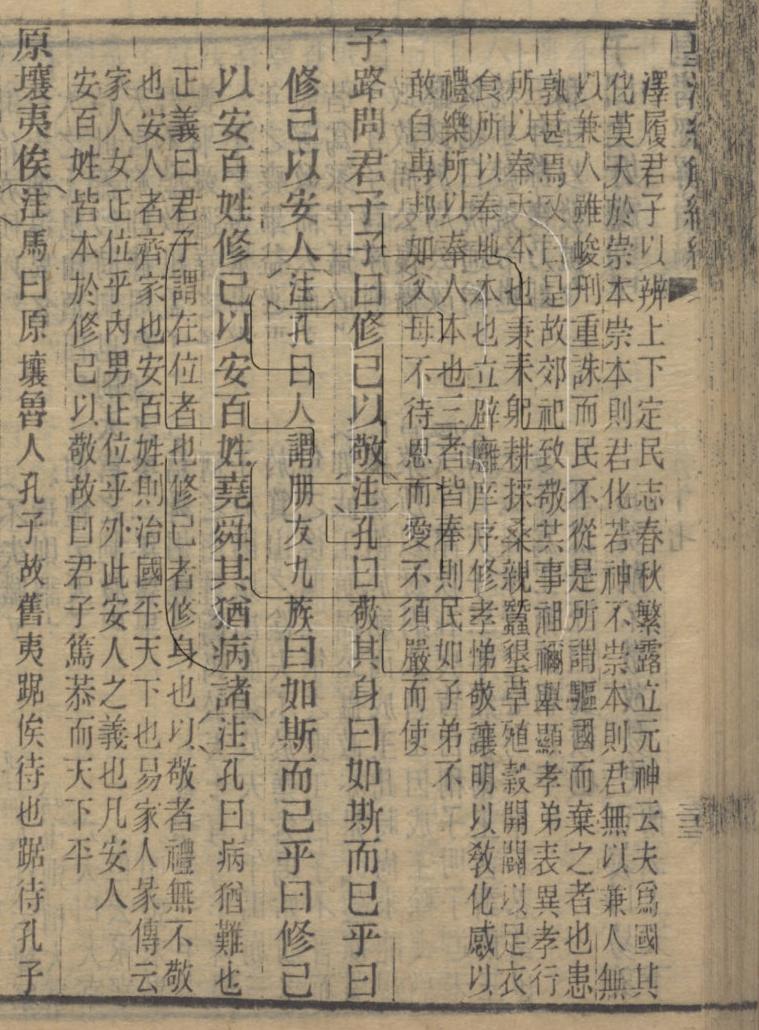 皇清經解續編
澤履君子以辨上下定民志春秋繁露立元神云夫爲國其
化莫大於崇本崇本則君化若神不崇本則君無以兼人無
以兼人雖峻刑重誅而民不從是所謂驅國而棄之者也患
孰甚焉又曰是故郊祀致敬共事祖禰舉顯孝弟表異孝行
所以奉天本也秉耒躬耕採桑親蠶墾草殖穀開闢以足衣
食所以奉地本也立辟廱庠序修孝悌敬讓明以敎化感以
禮樂所以奉人本也三者皆奉則民如子弟不
敢自專邦如父母不待恩而愛不須嚴而使
子路問君子子曰修己以敬注孔曰敬其身曰如斯而已乎曰
修己以安人注孔曰人謂朋友九族曰如斯而已乎曰修己
以安百姓修己以安百姓堯舜其猶病諸注孔曰病猶難也
正義曰君子謂在位者也修己者修身也以敬者禮無不敬
也安人者齊家也安百姓則治國平天下也易家人彖傳云
家人女正位乎內男正位乎外此安人之義也凡安人
安百姓皆本於修己以敬故曰君子篤恭而天下平
原壤夷俟注馬曰原壤魯人孔子故舊夷踞俟待也踞待孔子